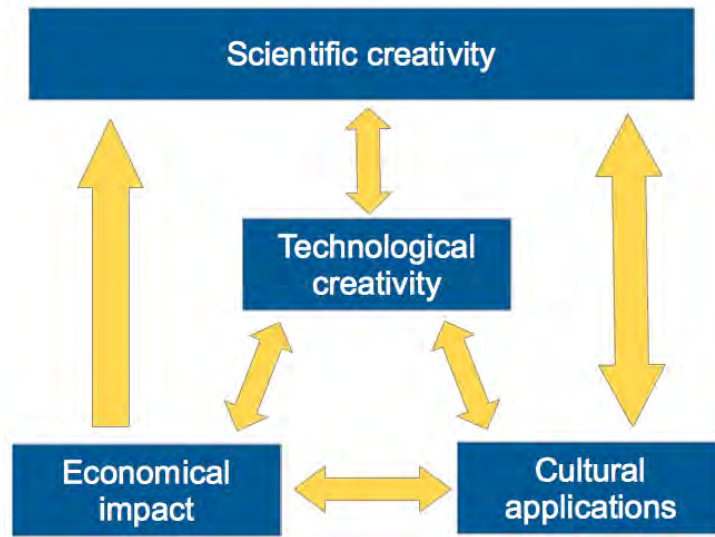 Scientific creativity
Technological
creativity
Economical
impact
Cultural
applications